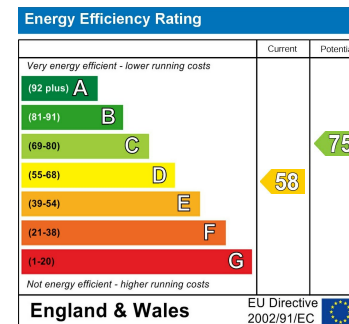 Energy Efficiency Rating
Current Potentia
Very energy efficient - lower running costs
(92 plus) A
(81-91) B
(69-80) C
75
(55-68) D
58
(39-54) E
(21-38) F
(1-20) G
Not energy efficient - higher running costs
England & Wales
EU Directive
2002/91/EC